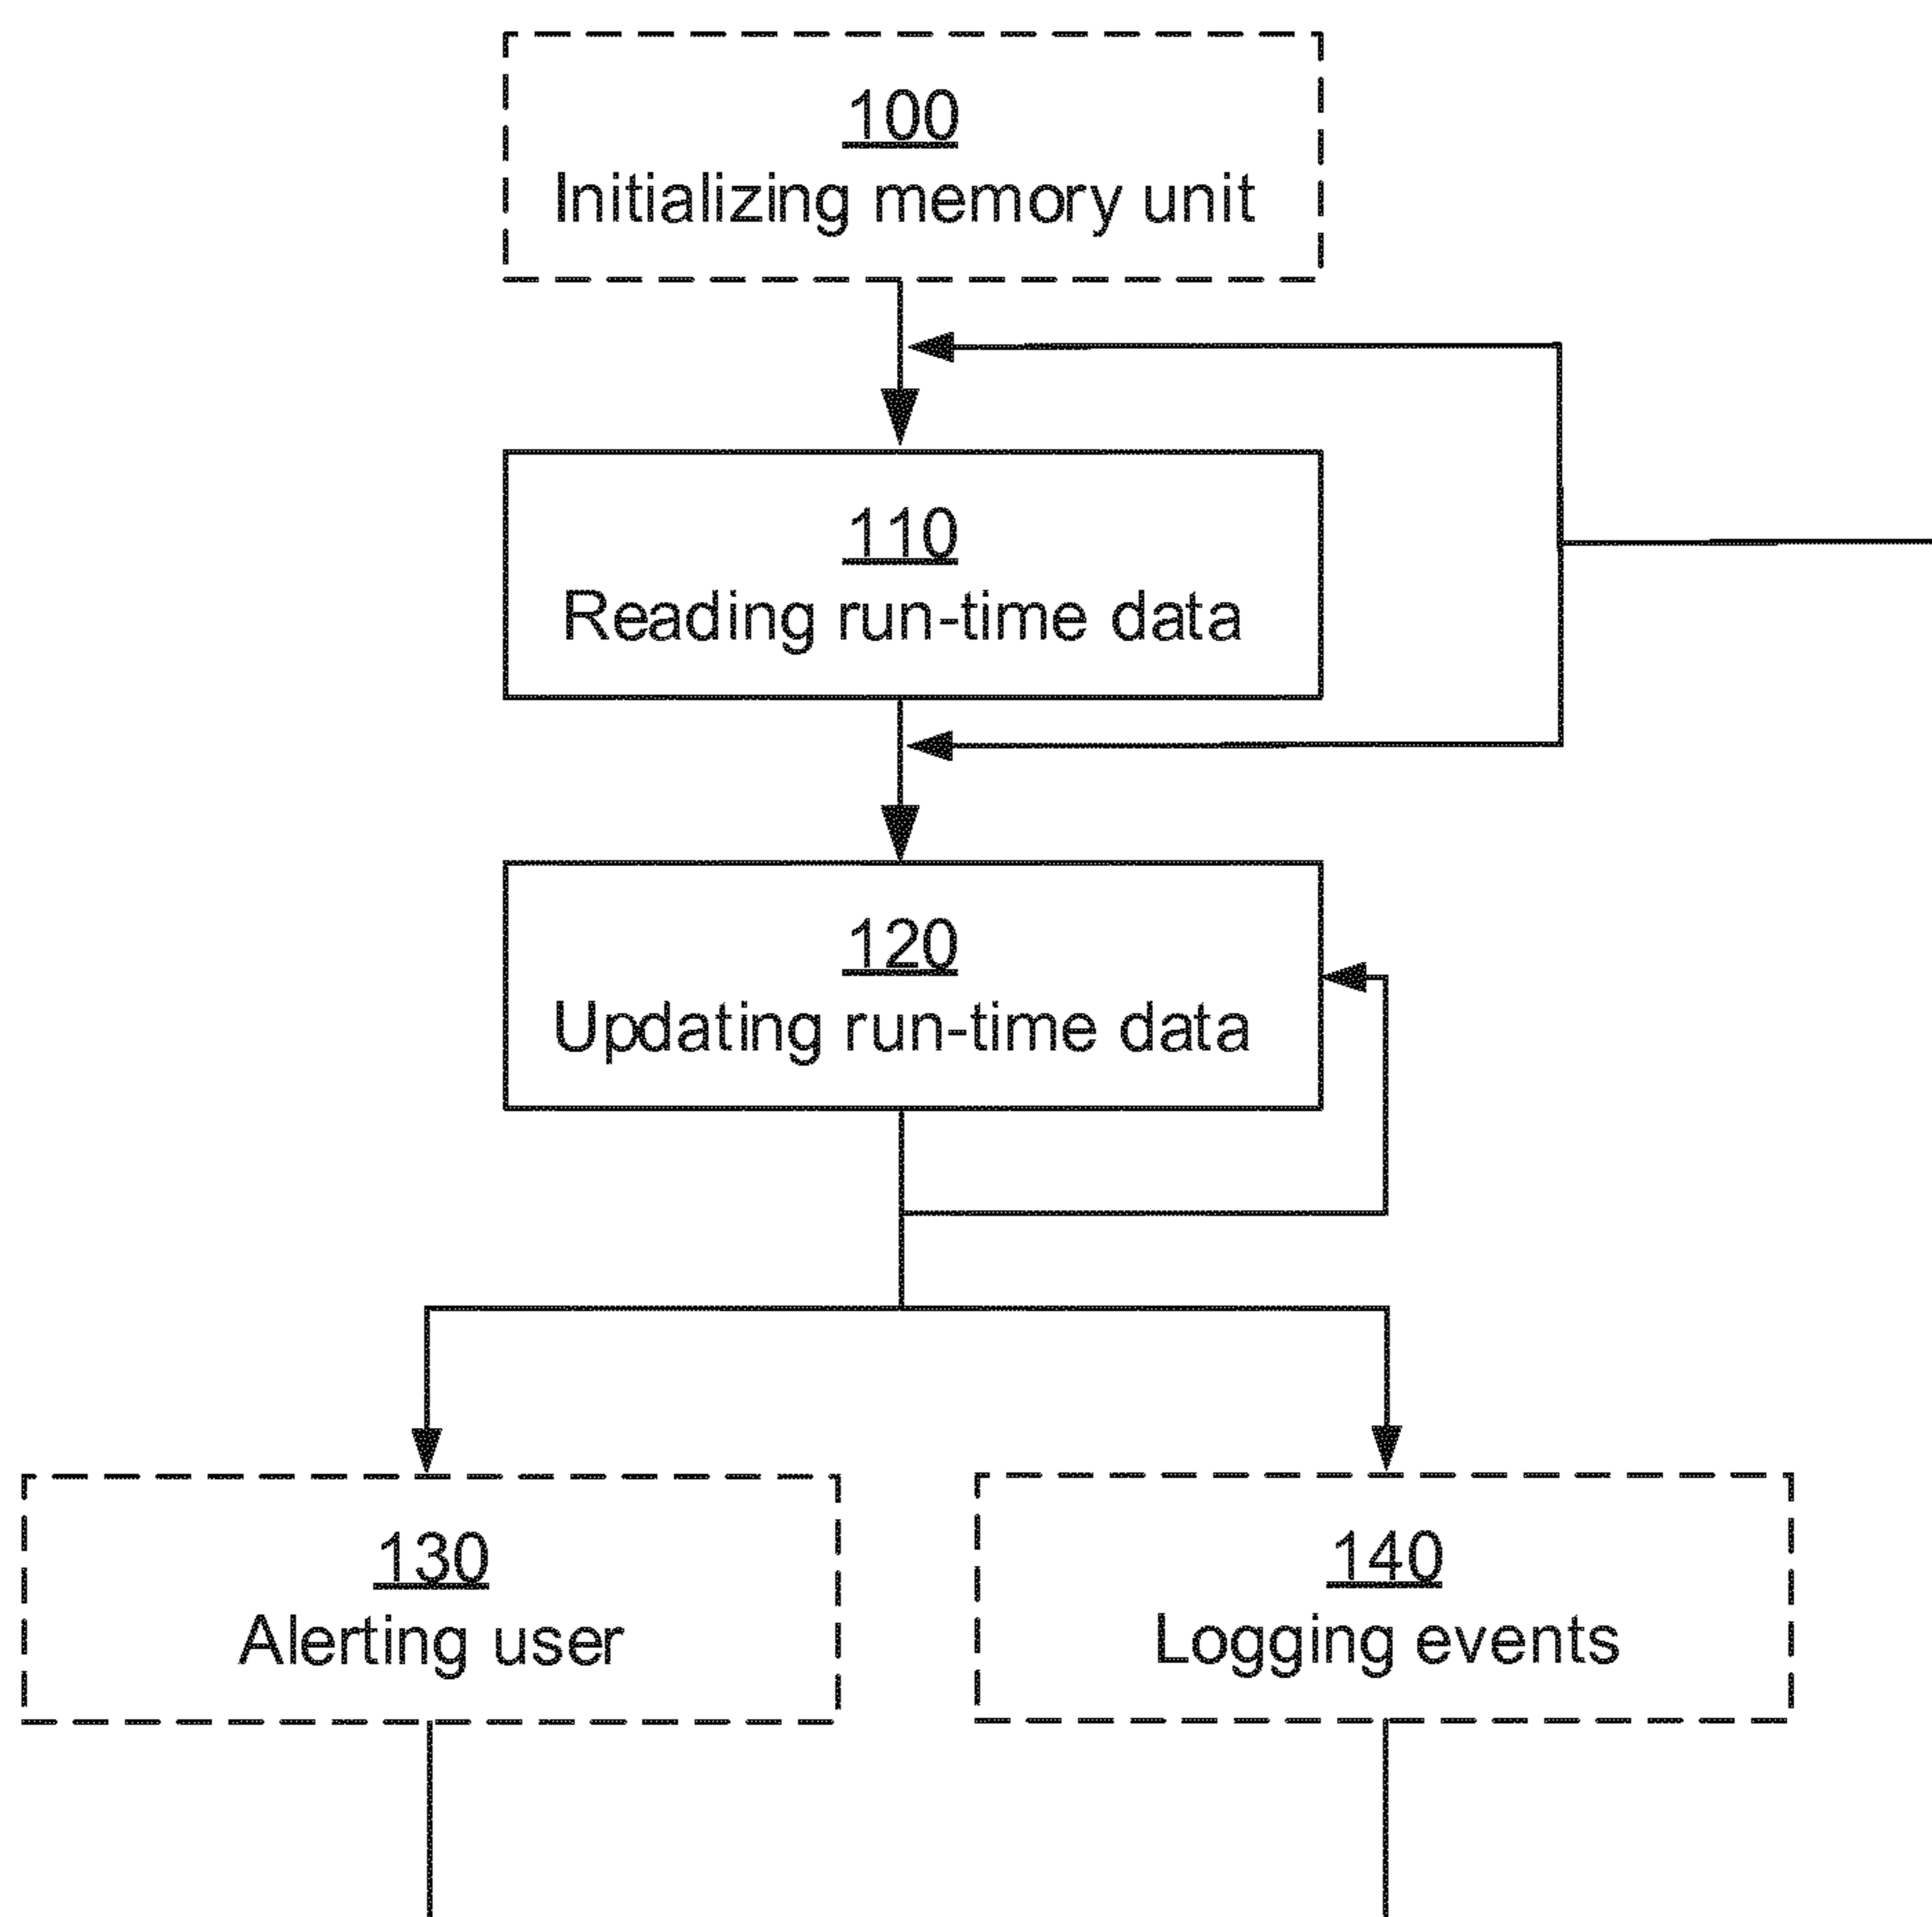 100
Initializing memory unit
110
Reading run-time data
120
Updating run-time data
130
Alerting user
140
Logging events